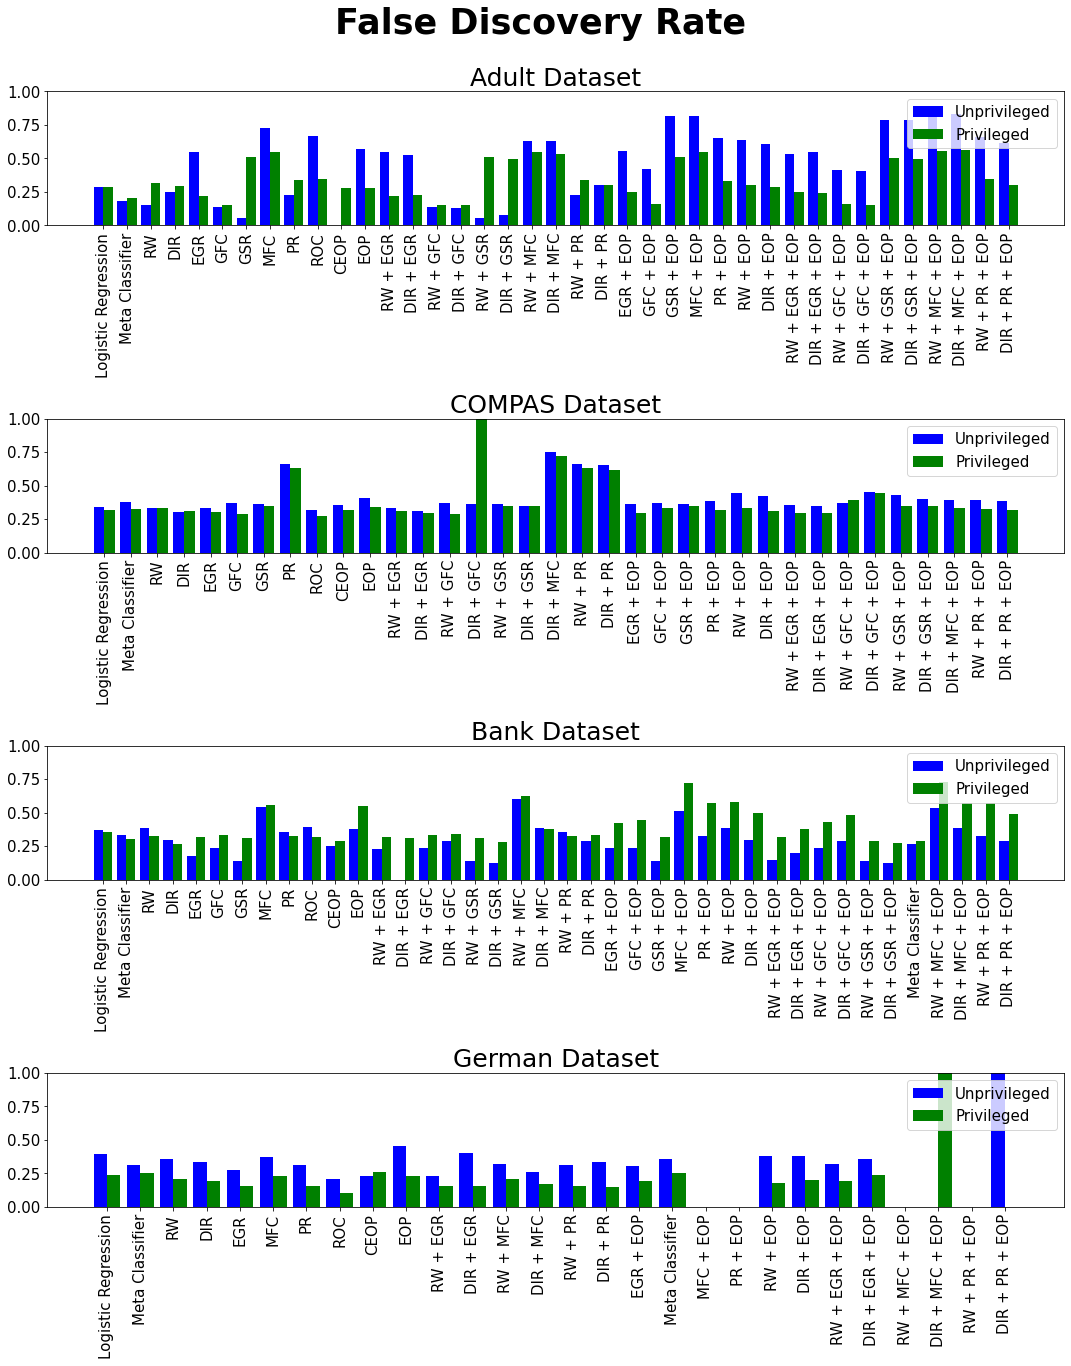 False Discovery Rate
Adult Dataset
1.00
0.75
0.50
0.25
0.00
Unprivileged
Privileged
Logistic Regression
Meta Classifier
RW
DIR
EGR
GFC
GSR
MFC
PR
ROC
CEOP
EOP
RW + EGR
DIR + EGR
RW + GFC
DIR + GFC
RW + GSR
DIR + GSR
RW + MFC
DIR + MFC
RW + PR
DIR + PR
EGR + EOP
GFC + EOP
GSR + EOP
MFC + EOP
PR + EOP
RW + EOP
DIR + EOP
RW + EGR + EOP
DIR + EGR + EOP
RW + GFC + EOP
DIR + GFC + EOP
RW + GSR + EOP
DIR + GSR + EOP
RW + MFC + EOP
DIR + MFC + EOP
RW + PR + EOP
DIR + PR + EOP
COMPAS Dataset
1.00
0.75
0.50
0.25
0.00
Unprivileged
Privileged
Logistic Regression
Meta Classifier
RW
DIR
EGR
GFC
GSR
PR
ROC
CEOP
EOP
RW + EGR
DIR + EGR
RW + GFC
DIR + GFC
RW + GSR
DIR + GSR
DIR + MFC
RW + PR
DIR + PR
EGR + EOP
GFC + EOP
GSR + EOP
PR + EOP
RW + EOP
DIR + EOP
RW + EGR + EOP
DIR + EGR + EOP
RW + GFC + EOP
DIR + GFC + EOP
RW + GSR + EOP
DIR + GSR + EOP
DIR + MFC + EOP
RW + PR + EOP
DIR + PR + EOP
Bank Dataset
1.00
0.75
0.50
0.25
0.00
Unprivileged
Privileged
Logistic Regression
Meta Classifier
RW
DIR
EGR
GFC
GSR
MFC
PR
ROC
CEOP
EOP
RW + EGR
DIR + EGR
RW + GFC
DIR + GFC
RW + GSR
DIR + GSR
RW + MFC
DIR + MFC
RW + PR
DIR + PR
EGR + EOP
GFC + EOP
GSR + EOP
MFC + EOP
PR + EOP
RW + EOP
DIR + EOP
RW + EGR + EOP
DIR + EGR + EOP
RW + GFC + EOP
DIR + GFC + EOP
RW + GSR + EOP
DIR + GSR + EOP
Meta Classifier
RW + MFC + EOP
DIR + MFC + EOP
RW + PR + EOP
DIR + PR + EOP
German Dataset
1.00
0.75
0.50
0.25
0.00
Unprivileged
Privileged
Logistic Regression
Meta Classifier
RW
DIR
EGR
MFC
PR
ROC
CEOP
EOP
RW + EGR
DIR + EGR
RW + MFC
DIR + MFC
RW + PR
DIR + PR
EGR + EOP
Meta Classifier
MFC + EOP
PR + EOP
RW + EOP
DIR + EOP
RW + EGR + EOP
DIR + EGR + EOP
RW + MFC + EOP
DIR + MFC + EOP
RW + PR + EOP
DIR + PR + EOP